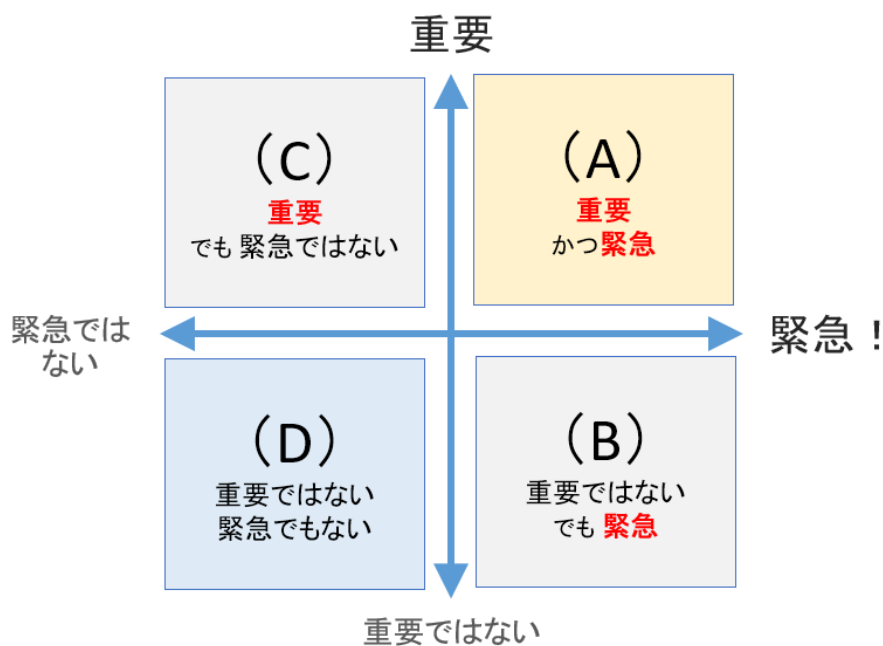 重要
（C）
重要
でも 緊急ではない
（A）
重要
かつ緊急
緊急では
ない
緊急！
（D）
重要ではない
緊急でもない
（B）
重要ではない
でも 緊急
重要ではない